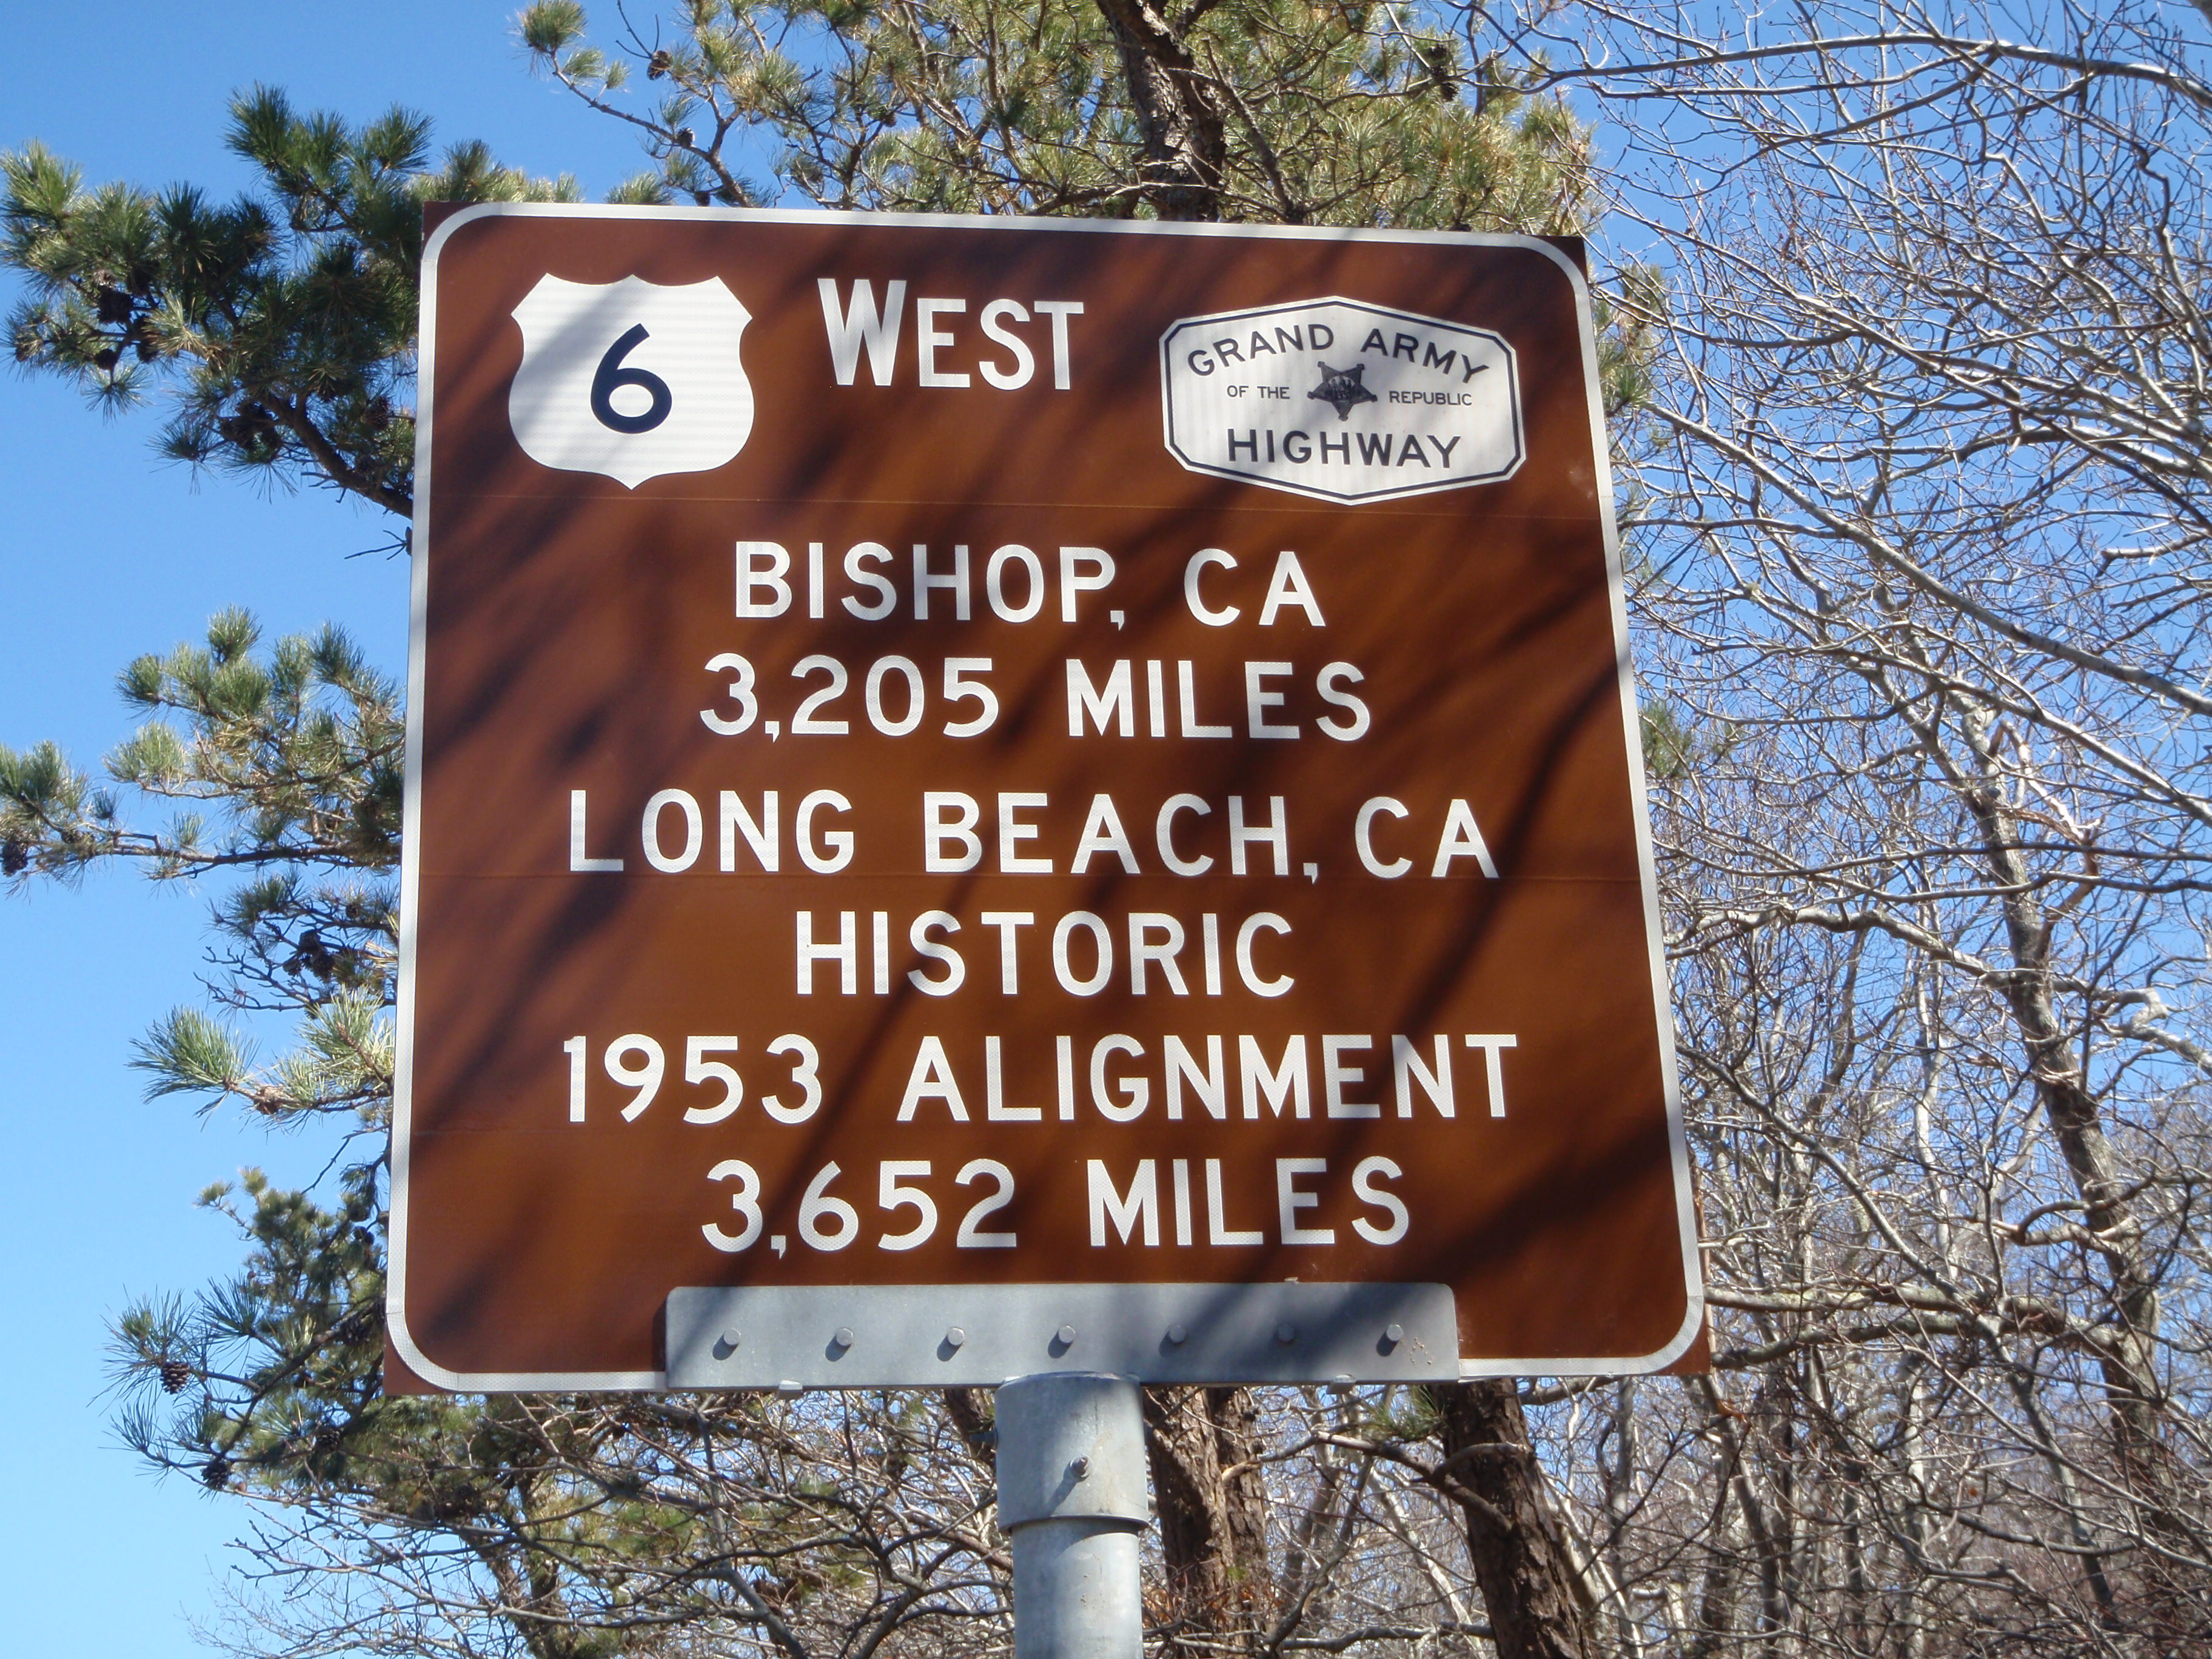 6
WEST
GRAND ARMY
OF THE REPUBLIC
HIGHWAY
BISHOP, CA
3,205 MILES
LONG BEACH, CA
HISTORIC
1953 ALIGNMENT
3,652 MILES